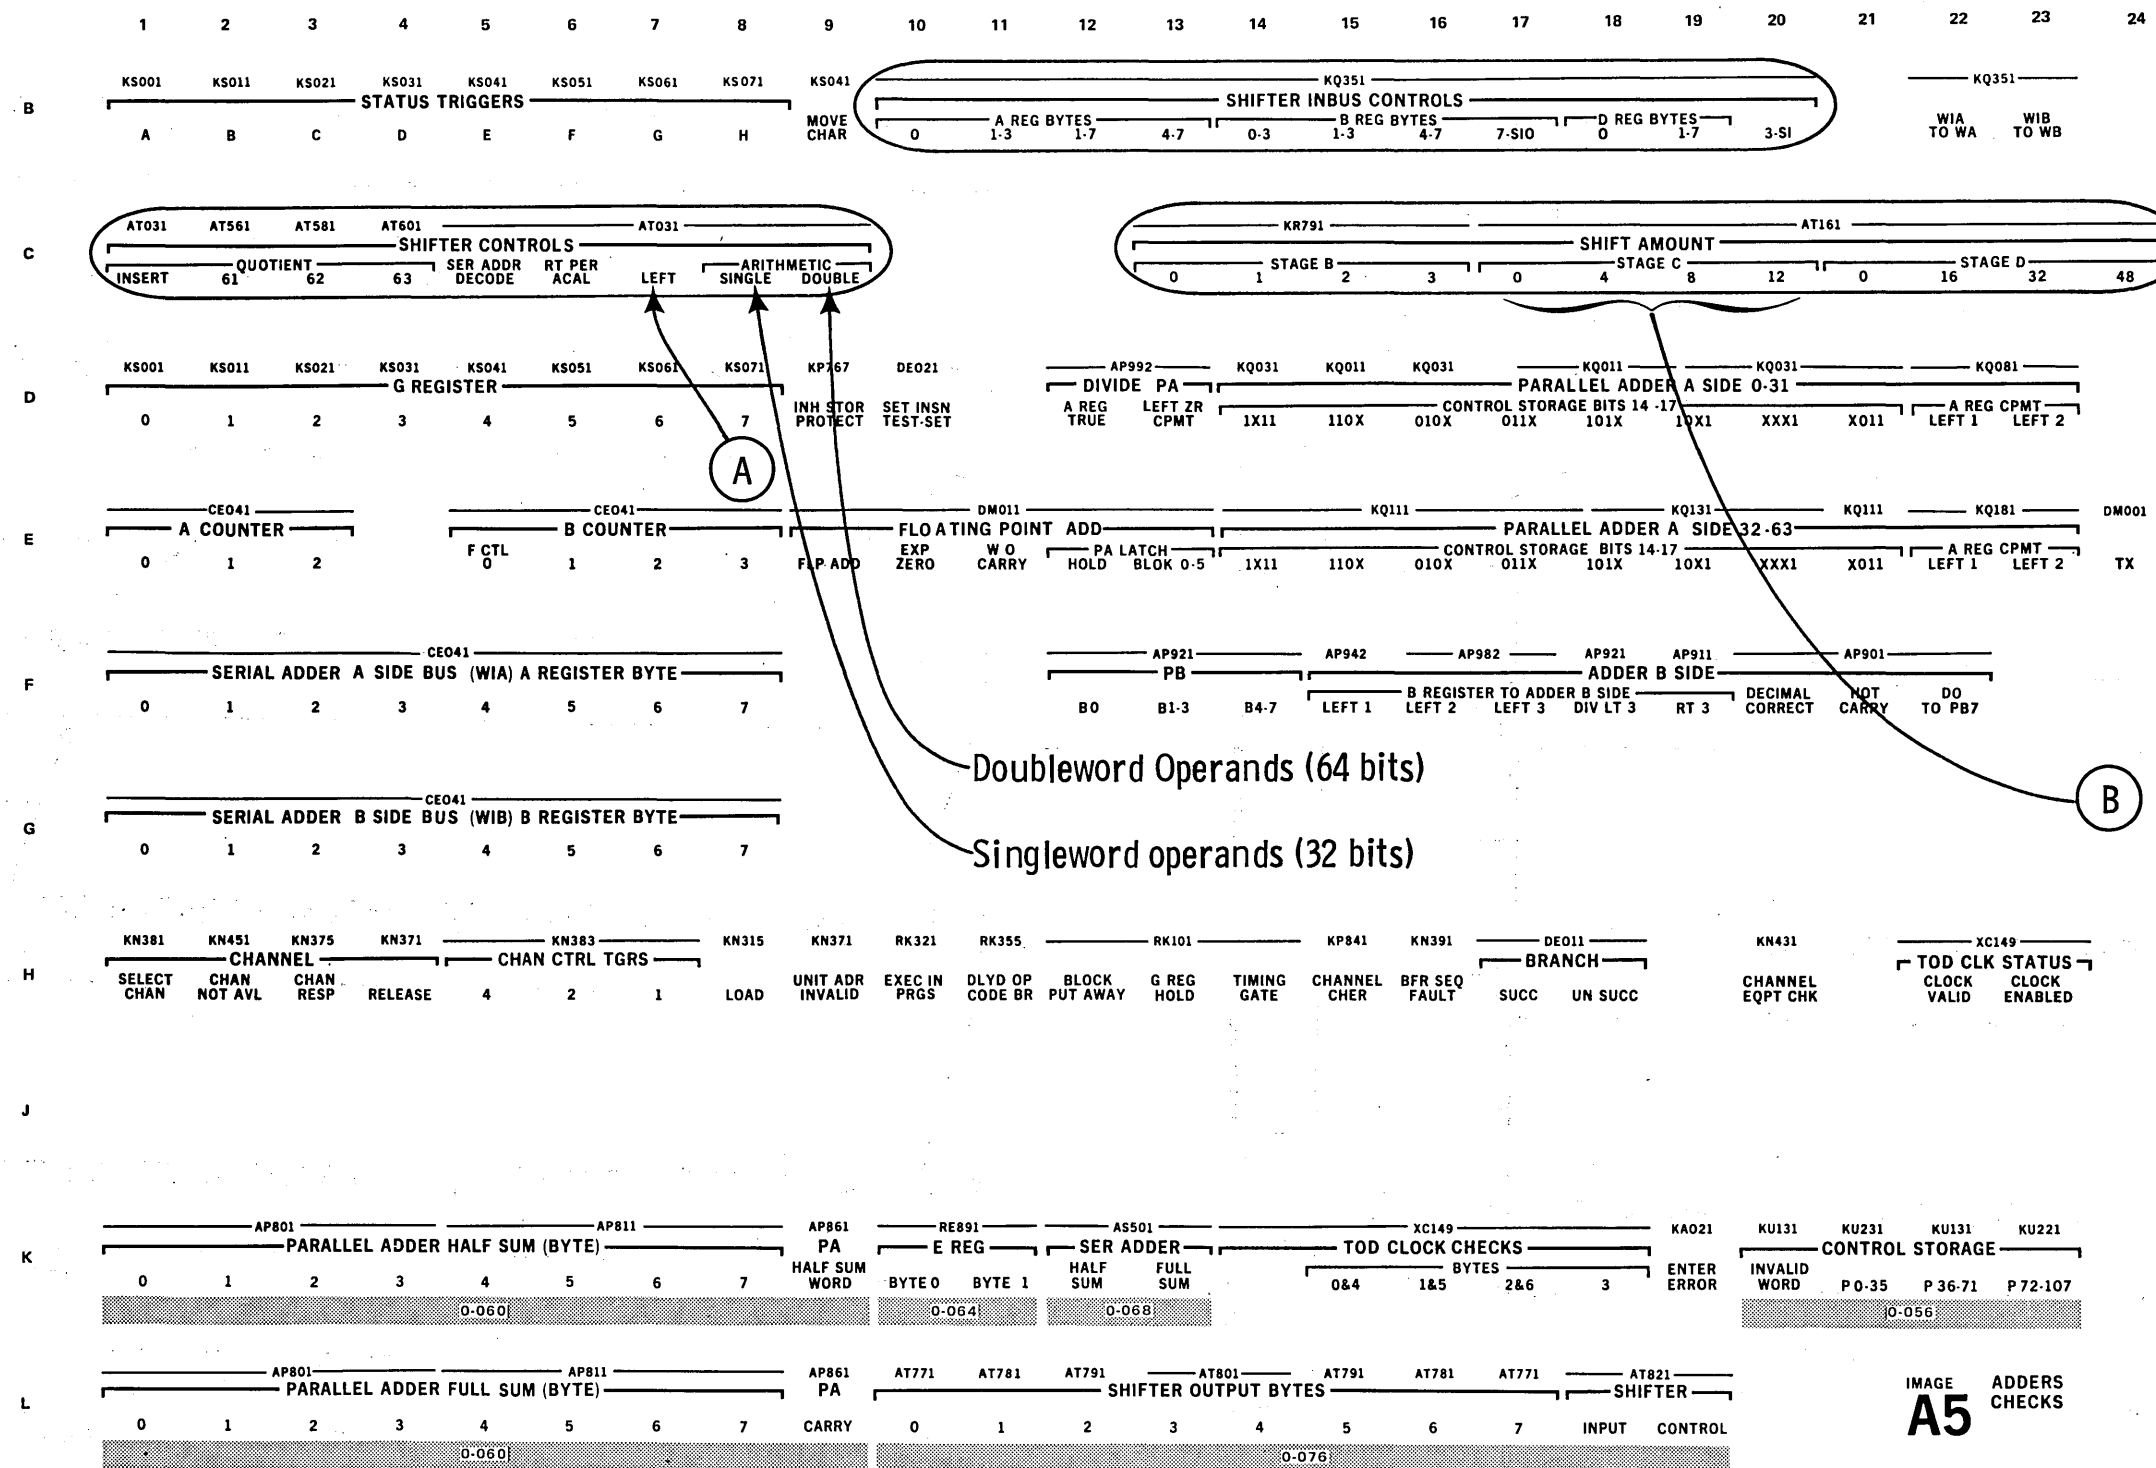 1 2 3 4 5 6 7 8 9 10 11 12 13 14 15 16 17 18 19 20 21 22 23 24
B
KS001 KS011 KS021 KS031 KS041 KS051 KS061 KS071 KS041 KQ351 KQ351
STATUS TRIGGERS SHIFTER INBUS CONTROLS
A REG BYTES B REG BYTES D REG BYTES
MOVE WIA WIB
A B C D E F G H CHAR 0 1-3 1-7 4-7 0-3 1-3 4-7 7-SIO 0 1-7 3-SI TO WA TO WB
C
AT031 AT561 AT581 AT601 AT031 KR791 AT161
SHIFTER CONTROLS SHIFT AMOUNT
QUOTIENT SER ADDR RT PER ARITHMETIC STAGE B STAGE C STAGE D
INSERT 61 62 63 DECODE ACAL LEFT SINGLE DOUBLE 0 1 2 3 0 4 8 12 0 16 32 48
D
KS001 KS011 KS021 KS031 KS041 KS051 KS061 KS071 KP767 DE021 AP992 KQ031 KQ011 KQ031 KQ011 KQ031 KQ081
G REGISTER DIVIDE PA PARALLEL ADDER A SIDE 0-31
INH STOR SET INSN A REG LEFT ZR CONTROL STORAGE BITS 14 -17 A REG CPMT
0 1 2 3 4 5 6 7 PROTECT TEST-SET TRUE CPMT 1X11 110X 010X 011X 101X 10X1 XXX1 X011 LEFT 1 LEFT 2
A
E
CE041 CE041 DM011 KQ111 KQ131 KQ111 KQ181 DM001
A COUNTER B COUNTER FLOATING POINT ADD PARALLEL ADDER A SIDE 32-63
F CTL EXP W O PA LATCH CONTROL STORAGE BITS 14-17 A REG CPMT
0 1 2 0 1 2 3 FLP ADD ZERO CARRY HOLD BLOK 0-5 1X11 110X 010X 011X 101X 10X1 XXX1 X011 LEFT 1 LEFT 2 TX
F
CE041 AP921 AP942 AP982 AP921 AP911 AP901
SERIAL ADDER A SIDE BUS (WIA) A REGISTER BYTE PB ADDER B SIDE
B REGISTER TO ADDER B SIDE DECIMAL NOT DO
0 1 2 3 4 5 6 7 B0 B1-3 B4-7 LEFT 1 LEFT 2 LEFT 3 DIV LT 3 RT 3 CORRECT CARRY TO PB7
Doubleword Operands (64 bits)
B
G
CE041
SERIAL ADDER B SIDE BUS (WIB) B REGISTER BYTE
0 1 2 3 4 5 6 7
Singleword operands (32 bits)
H
KN381 KN451 KN375 KN371 KN383 KN315 KN371 RK321 RK355 RK101 KP841 KN391 DE011 KN431 XC149
CHANNEL CHAN CTRL TGRS BRANCH TOD CLK STATUS
SELECT CHAN CHAN UNIT ADR EXEC IN DLYD OP BLOCK G REG TIMING CHANNEL BFR SEQ CHANNEL CLOCK CLOCK
CHAN NOT AVL RESP RELEASE 4 2 1 LOAD INVALID PRGS CODE BR PUT AWAY HOLD GATE CHER FAULT SUCC UN SUCC EQPT CHK VALID ENABLED
J
K
AP801 AP811 AP861 RE891 AS501 XC149 KA021 KU131 KU231 KU131 KU221
PARALLEL ADDER HALF SUM (BYTE) PA E REG SER ADDER TOD CLOCK CHECKS CONTROL STORAGE
HALF SUM HALF FULL BYTES ENTER INVALID
0 1 2 3 4 5 6 7 WORD BYTE 0 BYTE 1 SUM SUM 0&4 1&5 2&6 3 ERROR WORD P 0-35 P 36-71 P 72-107
0-060 0-064 0-068 0-056
L
AP801 AP811 AP861 AT771 AT781 AT791 AT801 AT791 AT781 AT771 AT821
PARALLEL ADDER FULL SUM (BYTE) PA SHIFTER OUTPUT BYTES SHIFTER
0 1 2 3 4 5 6 7 CARRY 0 1 2 3 4 5 6 7 INPUT CONTROL
0-060 0-076
IMAGE ADDERS
A5 CHECKS